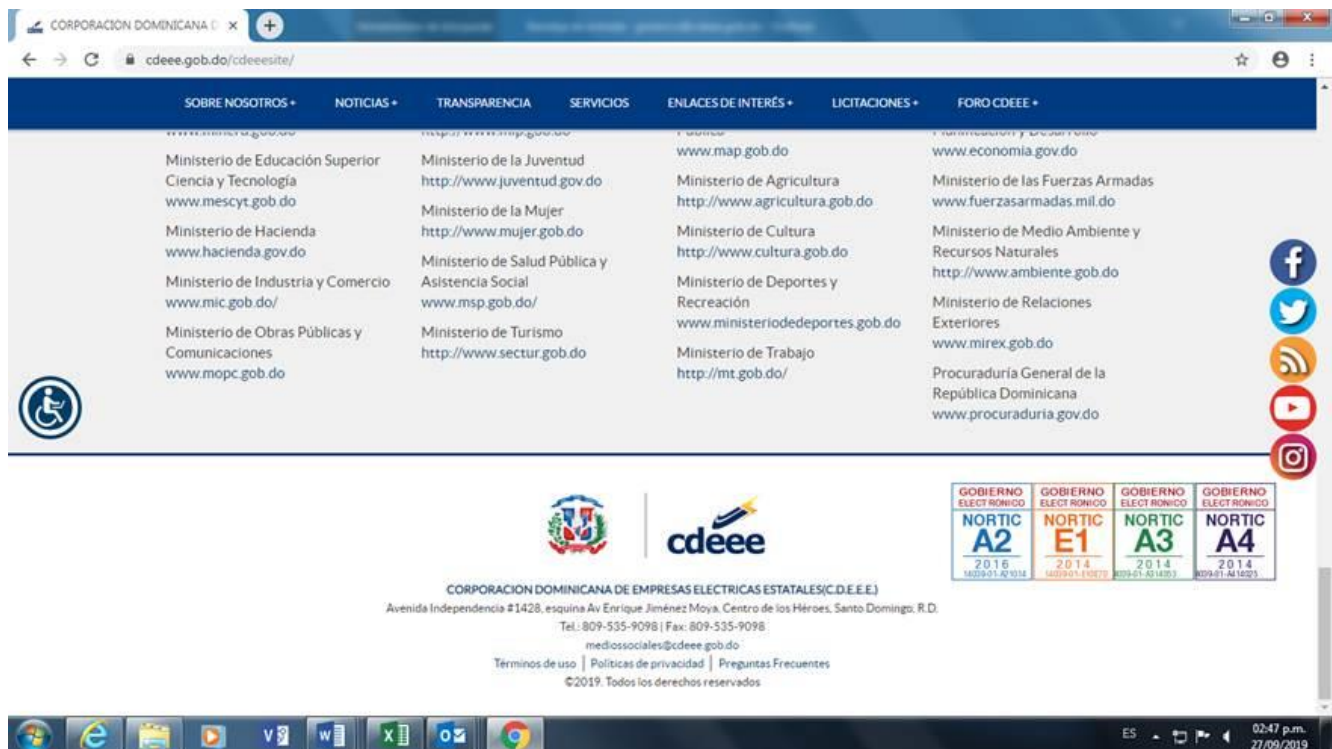 CORPORACION DOMINICANA D
cdeee.gob.do/cdeeesite/
SOBRE NOSOTROS + NOTICIAS + TRANSPARENCIA SERVICIOS ENLACES DE INTERÉS + LICITACIONES + FORO CDEEE +
Ministerio de Educación Superior
Ciencia y Tecnología
www.mescyt.gob.do
Ministerio de Hacienda
www.hacienda.gov.do
Ministerio de Industria y Comercio
www.mic.gob.do/
Ministerio de Obras Públicas y
Comunicaciones
www.mopc.gob.do
Ministerio de la Juventud
http://www.juventud.gov.do
Ministerio de la Mujer
http://www.mujer.gob.do
Ministerio de Salud Pública y
Asistencia Social
www.msp.gob.do/
Ministerio de Turismo
http://www.sectur.gob.do
www.map.gob.do
Ministerio de Agricultura
http://www.agricultura.gob.do
Ministerio de Cultura
http://www.cultura.gob.do
Ministerio de Deportes y
Recreación
www.ministeriodedeportes.gob.do
Ministerio de Trabajo
http://mt.gob.do/
www.economia.gov.do
Ministerio de las Fuerzas Armadas
www.fuerzasarmadas.mil.do
Ministerio de Medio Ambiente y
Recursos Naturales
http://www.ambiente.gob.do
Ministerio de Relaciones
Exteriores
www.mirex.gob.do
Procuraduría General de la
República Dominicana
www.procuraduria.gov.do
cdeee
GOBIERNO
ELECTRONICO
NORTIC
A2
2016
GOBIERNO
ELECTRONICO
NORTIC
E1
2014
GOBIERNO
ELECTRONICO
NORTIC
A3
2014
GOBIERNO
ELECTRONICO
NORTIC
A4
2014
CORPORACION DOMINICANA DE EMPRESAS ELECTRICAS ESTATALES(C.D.E.E.E.)
Avenida Independencia #1428, esquina Av Enrique Jiménez Moya, Centro de los Héroes, Santo Domingo, R.D.
Tel.: 809-535-9098 | Fax: 809-535-9098
mediossociales@cdeee.gob.do
Términos de uso | Políticas de privacidad | Preguntas Frecuentes
©2019. Todos los derechos reservados
ES
02:47 p.m.
27/09/2019